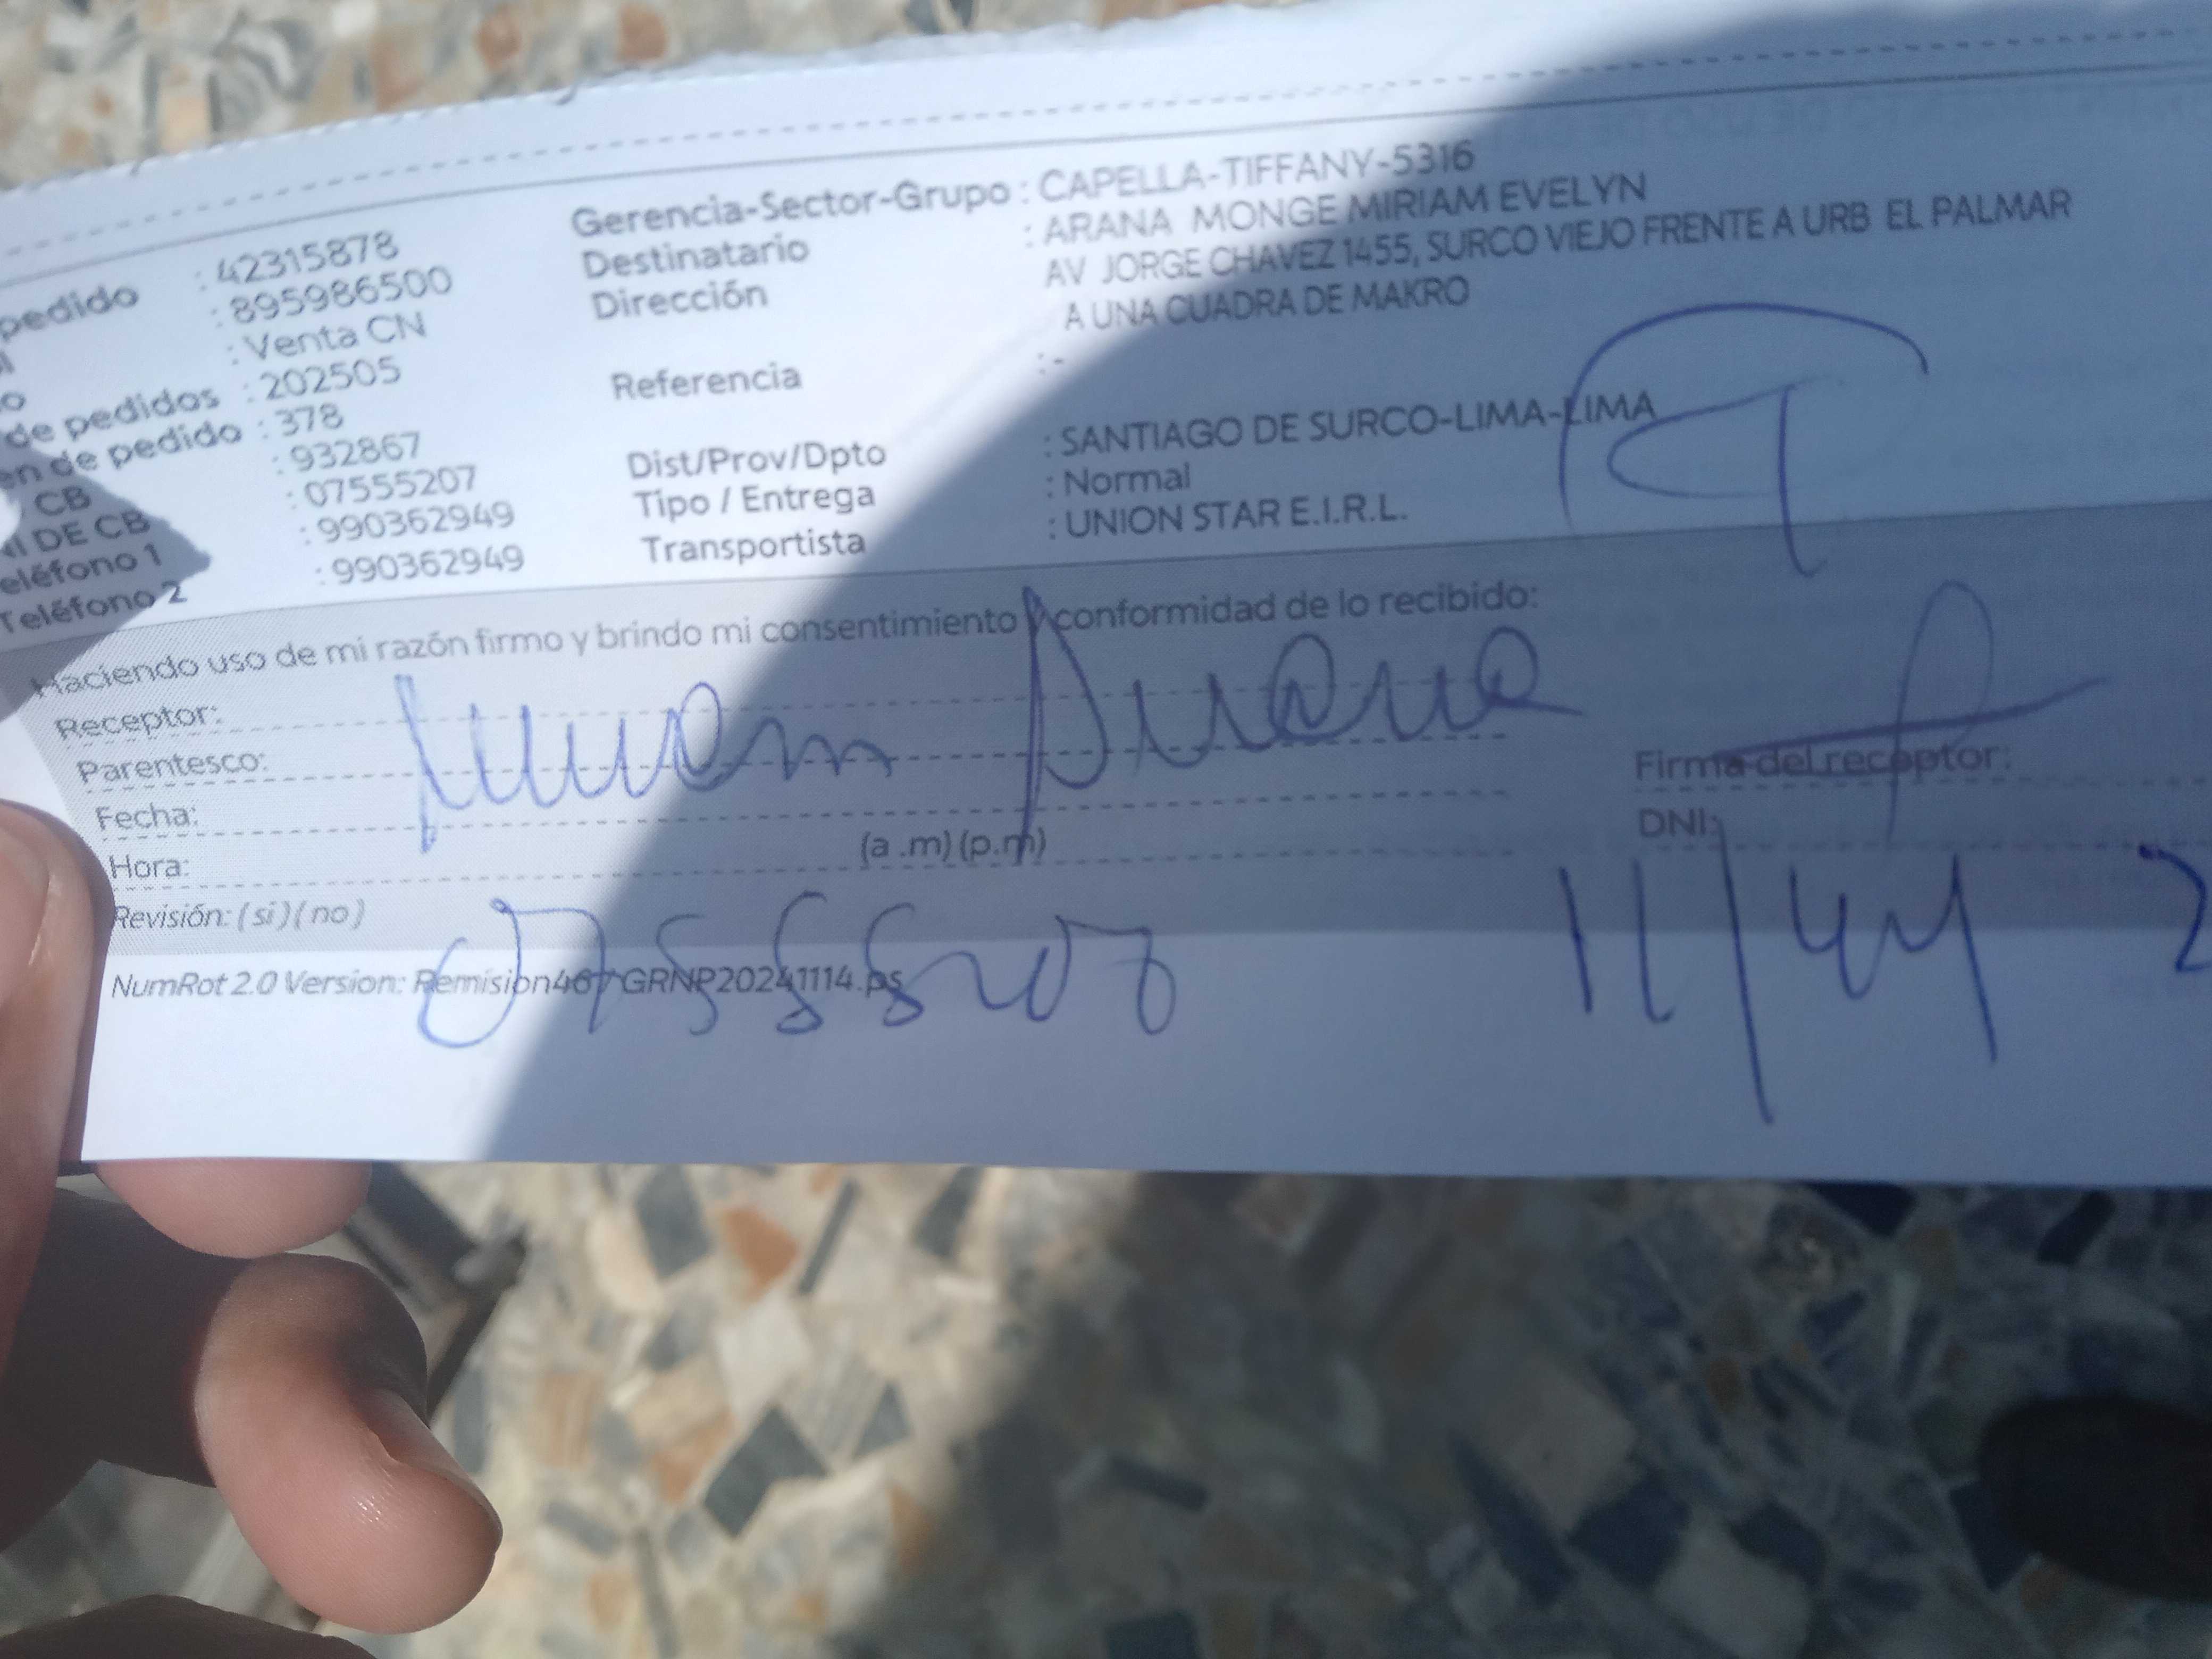 pedido : 42315878
: 895986500
o : Venta CN
de pedidos : 202505
en de pedido : 378
CB : 932867
NI DE CB : 07555207
eléfono 1 : 990362949
Teléfono 2 : 990362949
Gerencia-Sector-Grupo : CAPELLA-TIFFANY-5316
Destinatario : ARANA MONGE MIRIAM EVELYN
Dirección AV JORGE CHAVEZ 1455, SURCO VIEJO FRENTE A URB EL PALMAR
A UNA CUADRA DE MAKRO
Referencia : -
Dist/Prov/Dpto : SANTIAGO DE SURCO-LIMA-LIMA
Tipo / Entrega : Normal
Transportista : UNION STAR E.I.R.L.
Haciendo uso de mi razón firmo y brindo mi consentimiento y conformidad de lo recibido:
Receptor: Miriam Arana
Parentesco:
Fecha:
Hora: (a .m) (p.m)
Revisión: ( si ) ( no )
Firma del receptor:
DNI:
NumRot 2.0 Version: Remision467GRNP20241114.ps